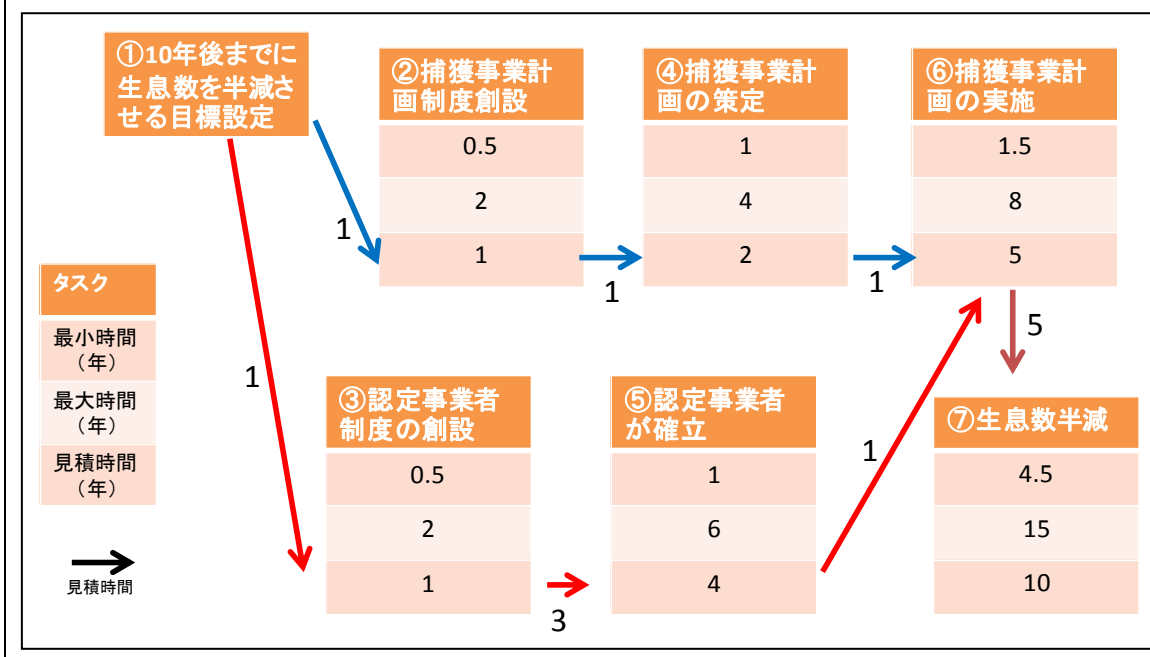 ①10年後までに
生息数を半減さ
せる目標設定
②捕獲事業計
画制度創設
0.5
2
1
④捕獲事業計
画の策定
1
4
2
⑥捕獲事業計
画の実施
1.5
8
5
1
1
1
5
タスク
最小時間
(年)
最大時間
(年)
見積時間
(年)
見積時間
1
③認定事業者
制度の創設
0.5
2
1
3
⑤認定事業者
が確立
1
6
4
1
⑦生息数半減
4.5
15
10